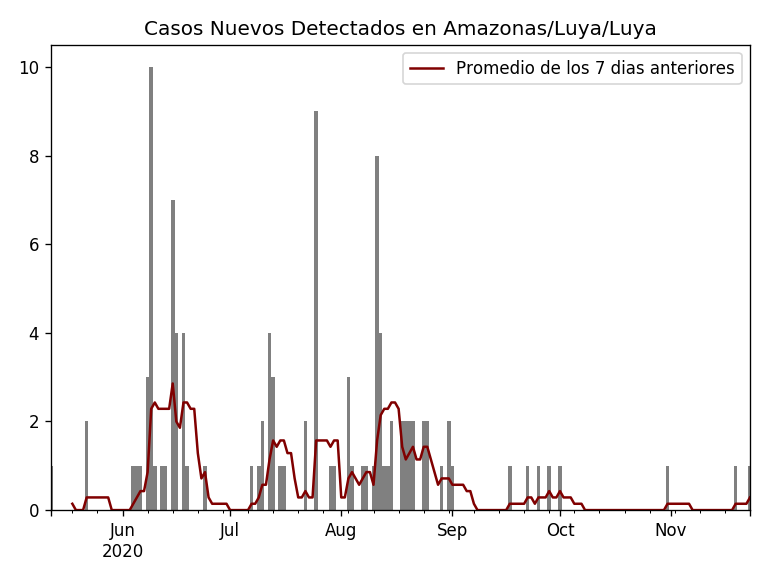 Casos Nuevos Detectados en Amazonas/Luya/Luya
Promedio de los 7 dias anteriores
10
8
6
4
2
0
Jun Jul Aug Sep Oct Nov
2020